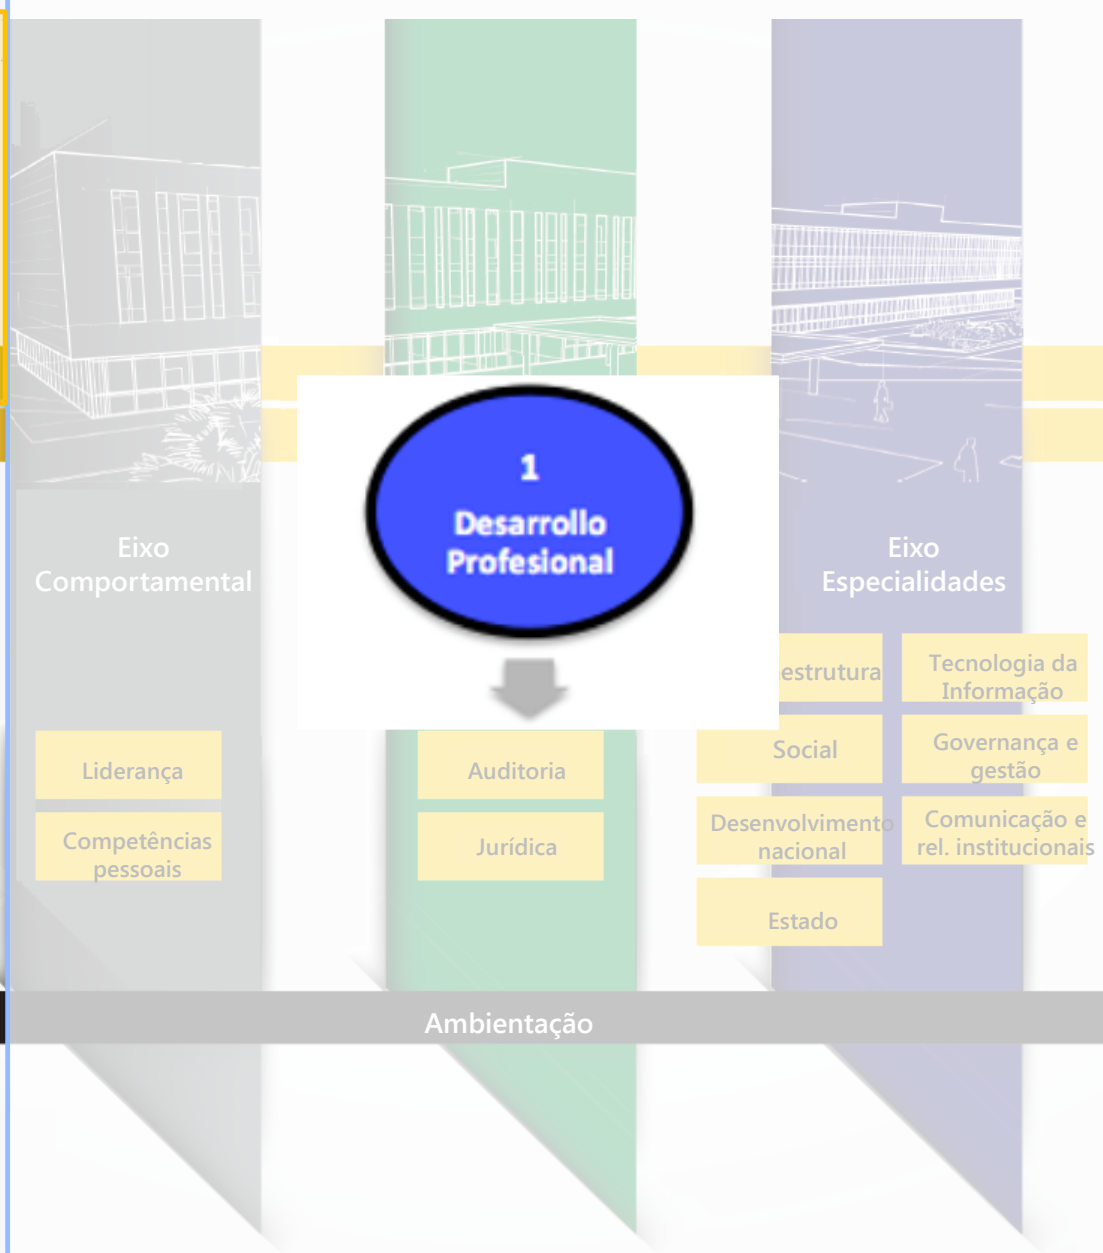 1
Desarrollo
Profesional
Eixo
Comportamental
Liderança
Competências
pessoais
Auditoria
Jurídica
Eixo
Especialidades
estrutura
Tecnologia da
Informação
Social
Governança e
gestão
Desenvolvimento
nacional
Comunicação e
rel. institucionais
Estado
Ambientação